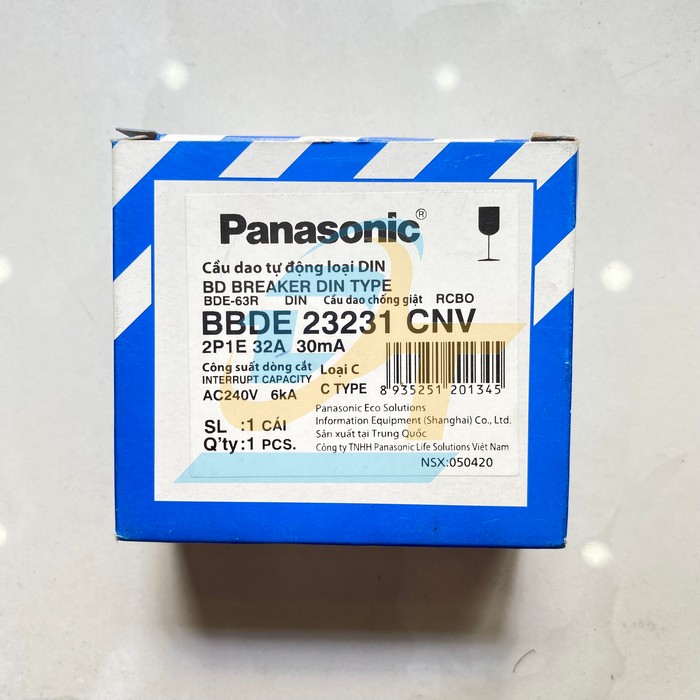 Panasonic®
Cầu dao tự động loại DIN
BD BREAKER DIN TYPE
BDE-63R DIN Cầu dao chống giật RCBO
BBDE 23231 CNV
2P1E 32A 30mA
Công suất dòng cắt Loại C
INTERRUPT CAPACITY C TYPE
AC240V 6kA
8 935251 201345
Panasonic Eco Solutions
Information Equipment (Shanghai) Co., Ltd.
SL :1 CÁI
Sản xuất tại Trung Quốc
Q'ty:1 PCS.
Công ty TNHH Panasonic Life Solutions Việt Nam
NSX:050420